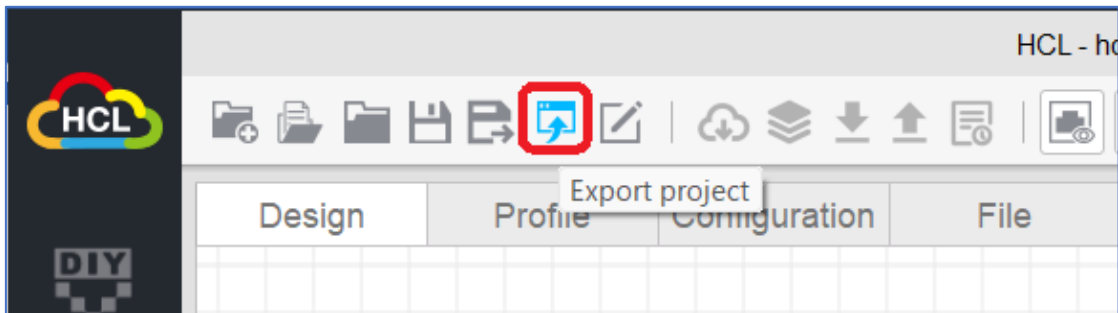 HCL - hc
HCL
Export project
Design
Profile
Configuration
File
DIY